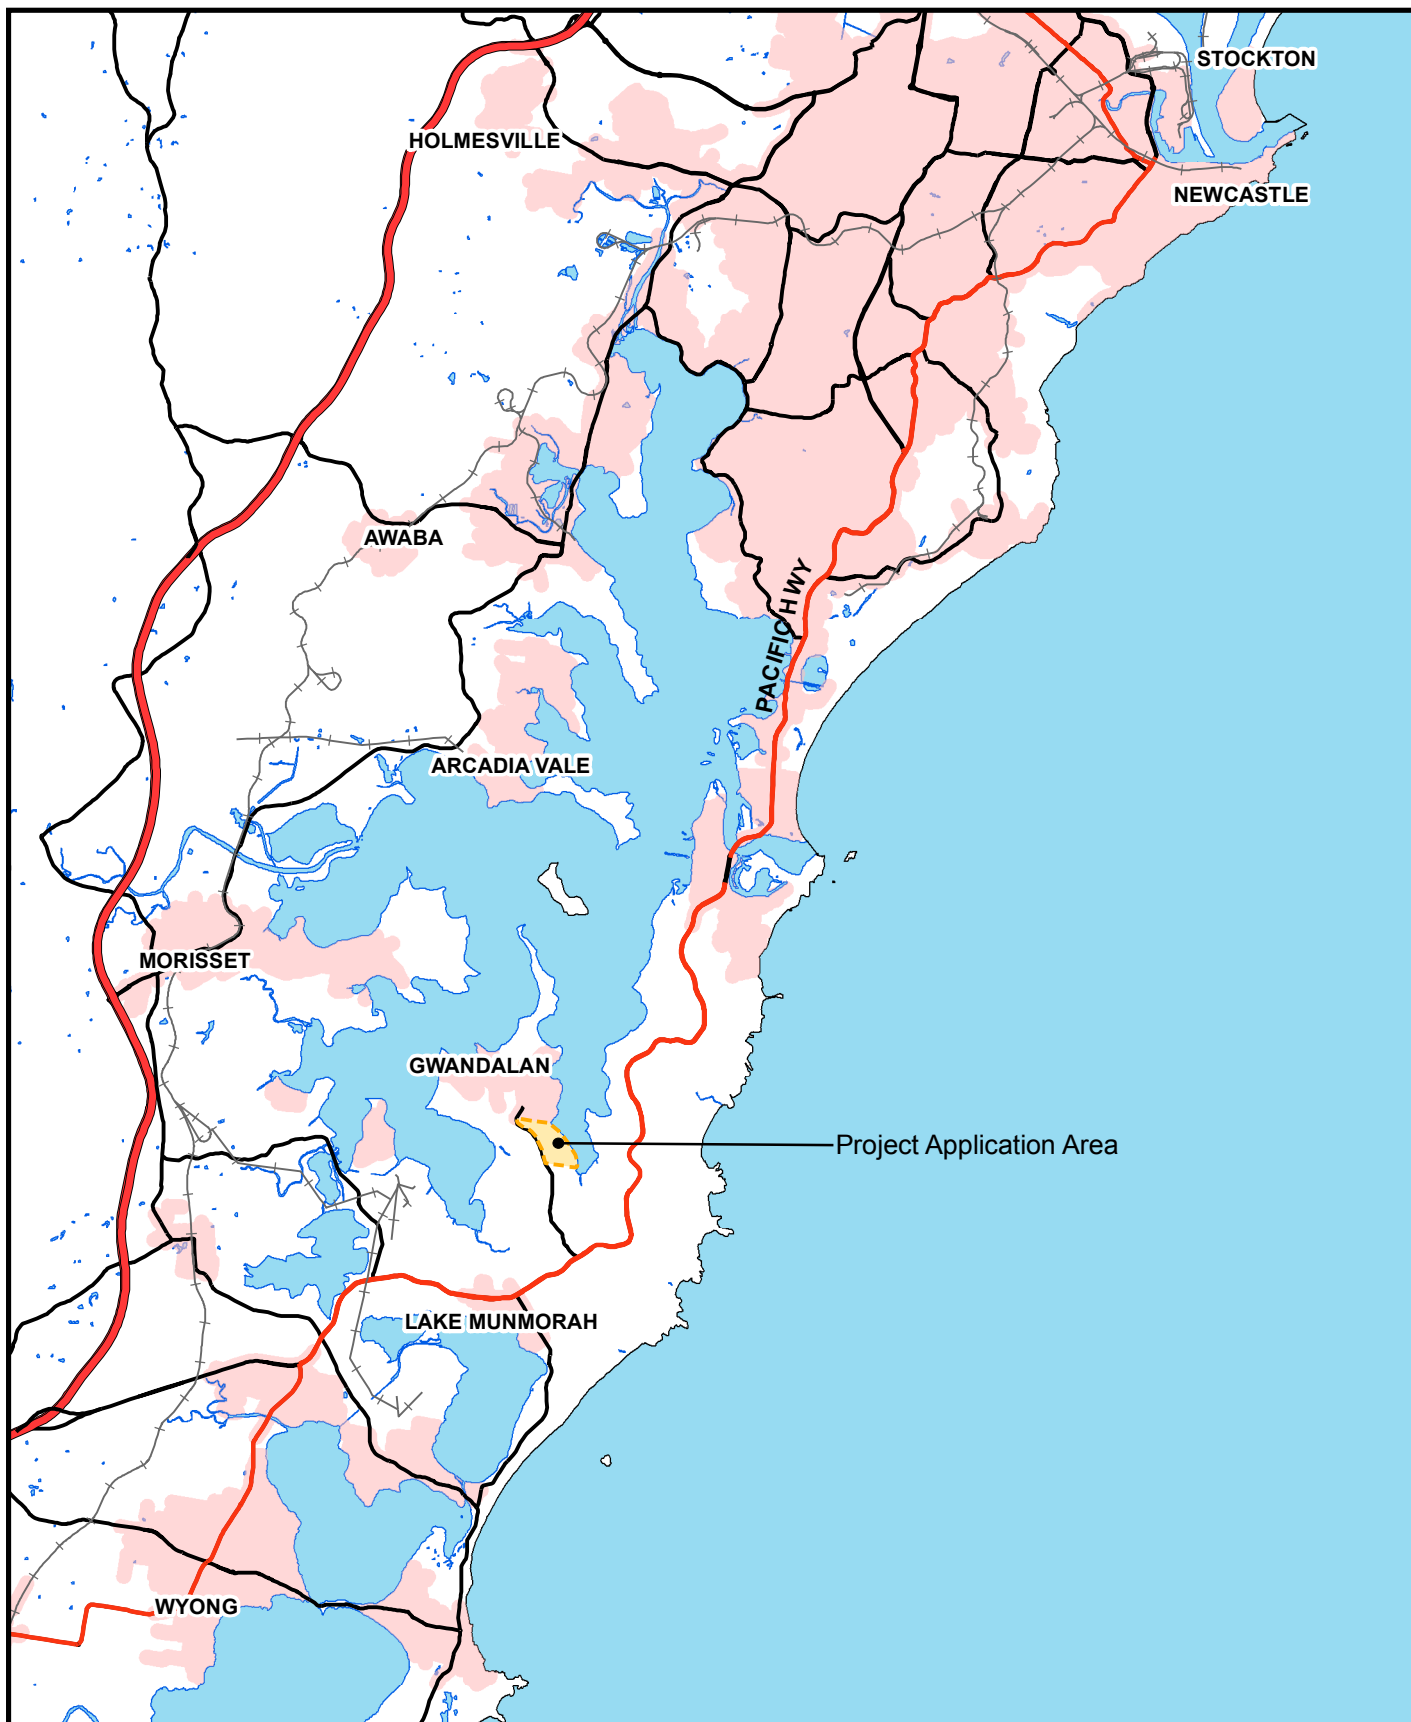 STOCKTON
HOLMESVILLE
NEWCASTLE
AWABA
PACIFIC HWY
ARCADIA VALE
MORISSET
GWANDALAN
Project Application Area
LAKE MUNMORAH
WYONG